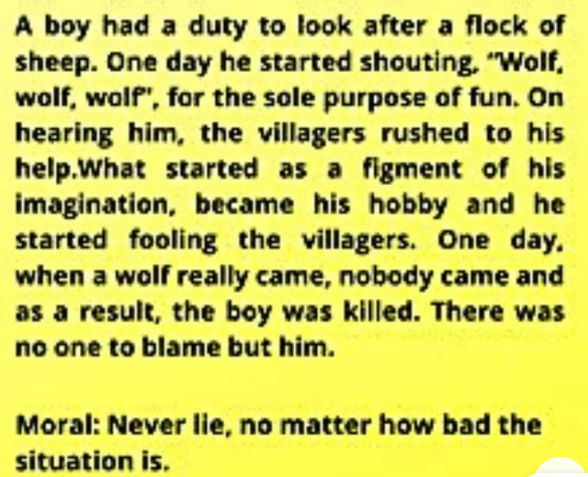 A boy had a duty to look after a flock of
sheep. One day he started shouting, “Wolf,
wolf, wolf”, for the sole purpose of fun. On
hearing him, the villagers rushed to his
help.What started as a figment of his
imagination, became his hobby and he
started fooling the villagers. One day,
when a wolf really came, nobody came and
as a result, the boy was killed. There was
no one to blame but him.

Moral: Never lie, no matter how bad the
situation is.